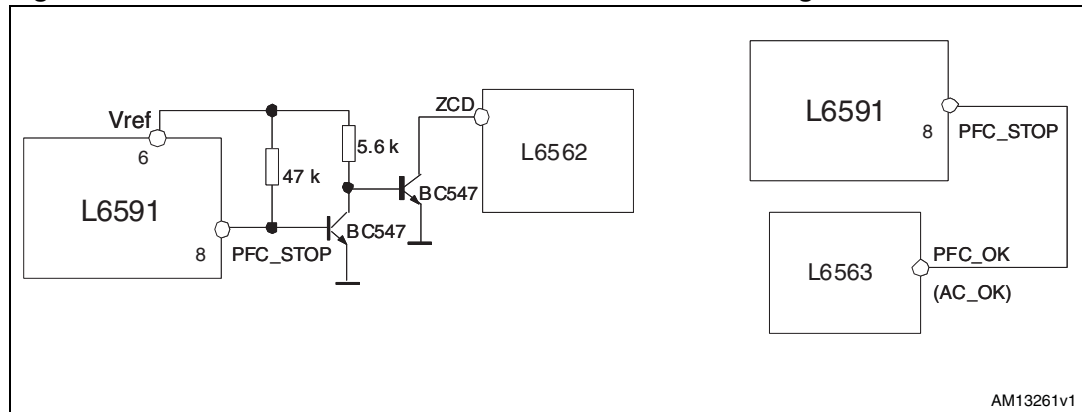 Vref
6
47 k
5.6 k
L6591
8
PFC_STOP
BC547
BC547
ZCD
L6562
L6591
8
PFC_STOP
L6563
PFC_OK
(AC_OK)
AM13261v1